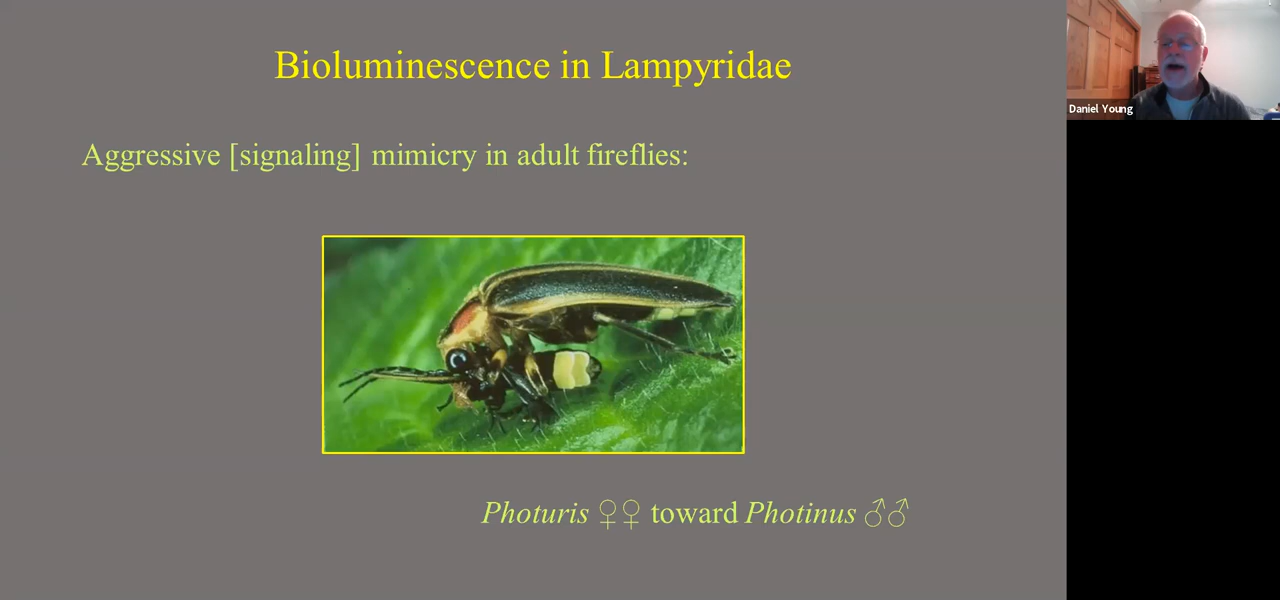 Bioluminescence in Lampyridae
Daniel Young
Aggressive [signaling] mimicry in adult fireflies:
Photuris ♀♀ toward Photinus ♂♂